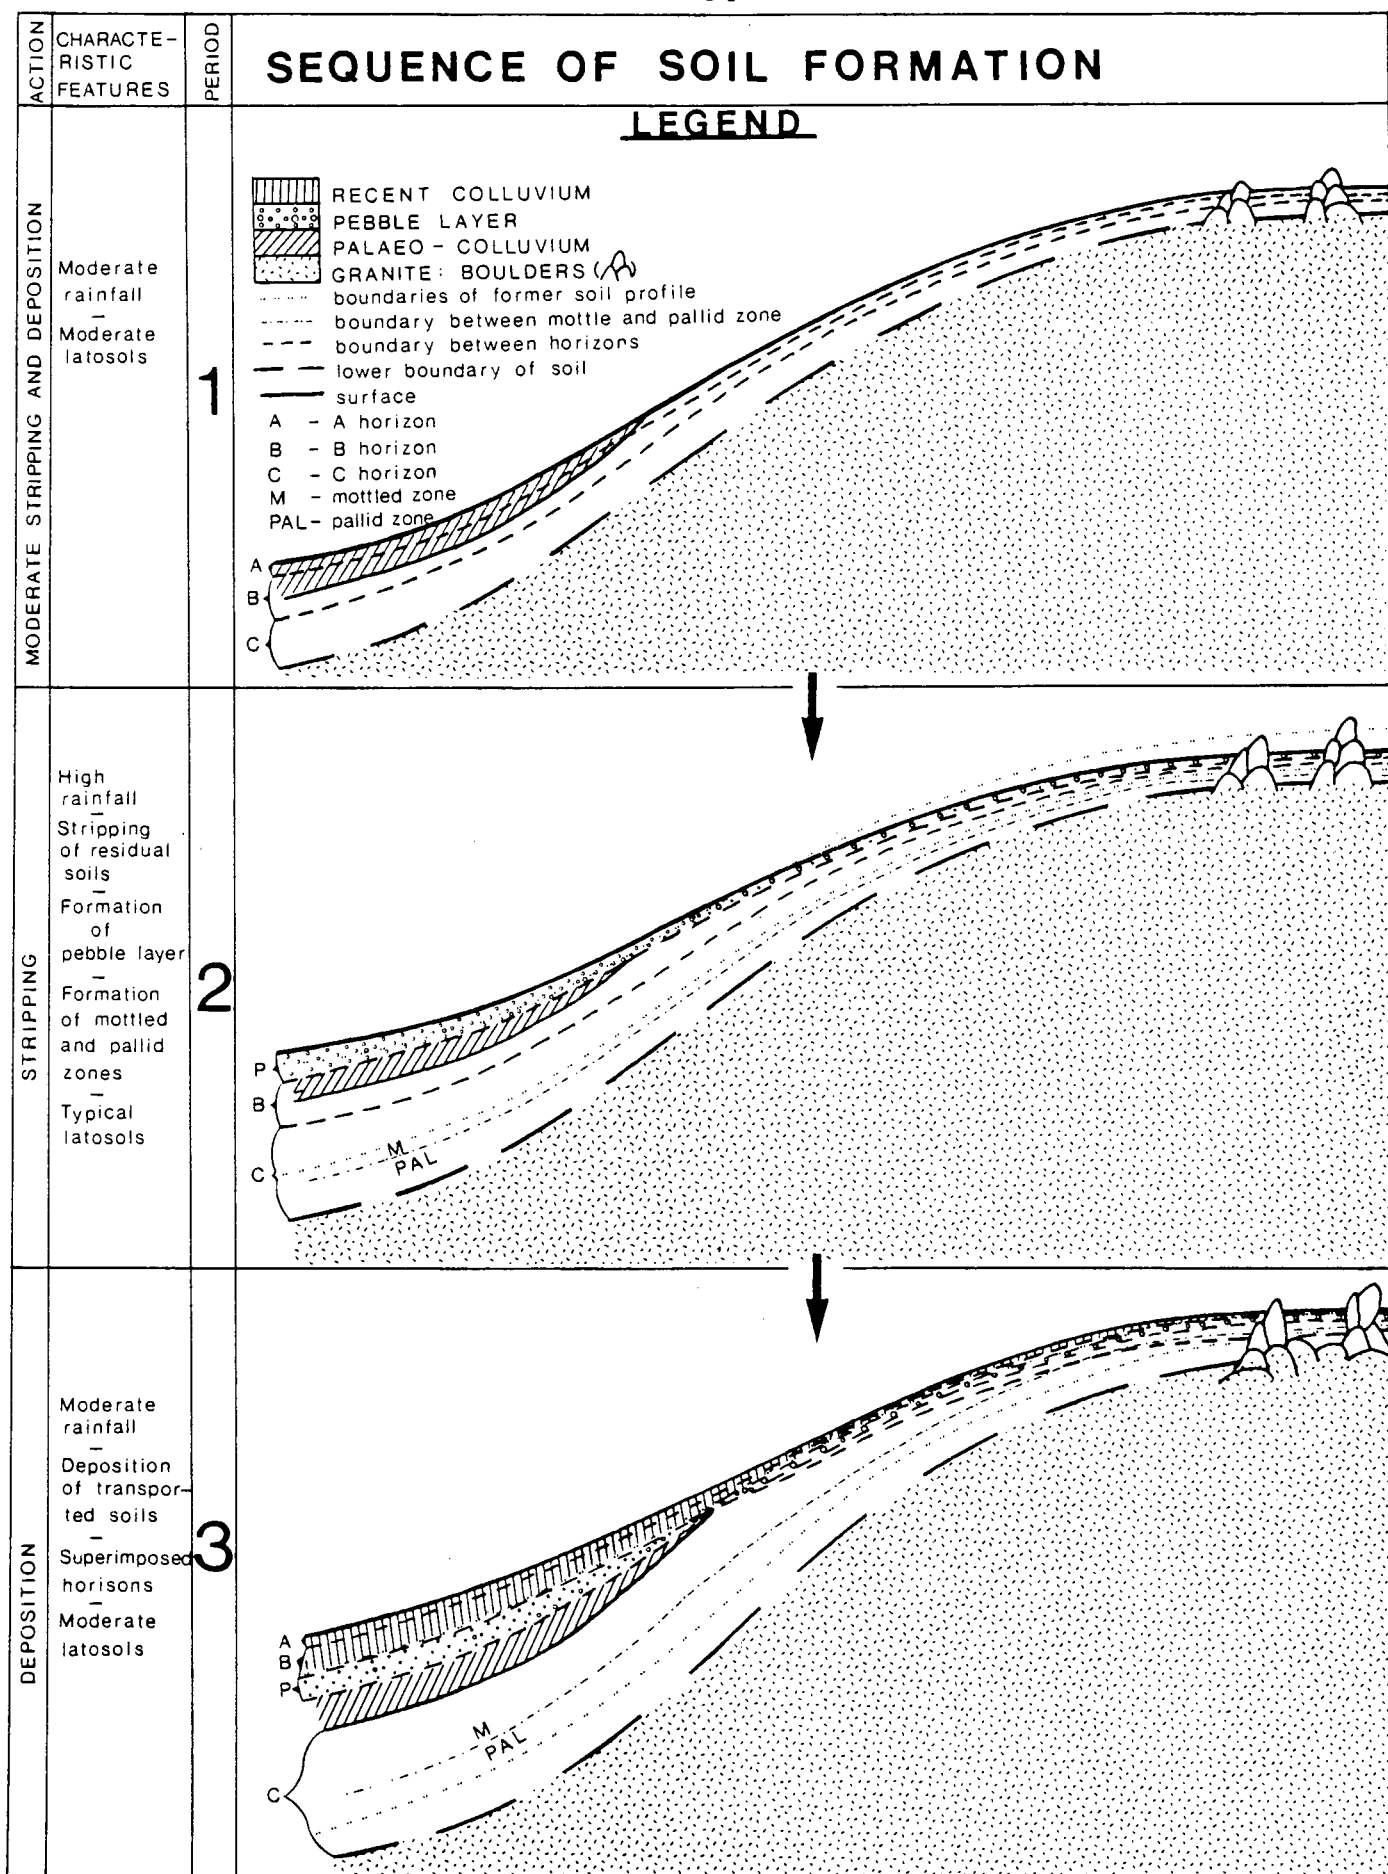 ACTION
CHARACTE-
RISTIC
FEATURES
PERIOD
SEQUENCE OF SOIL FORMATION
LEGEND
RECENT COLLUVIUM
PEBBLE LAYER
PALAEO - COLLUVIUM
GRANITE: BOULDERS ( )
boundaries of former soil profile
boundary between mottle and pallid zone
boundary between horizons
lower boundary of soil
surface
A - A horizon
B - B horizon
C - C horizon
M - mottled zone
PAL- pallid zone
MODERATE STRIPPING AND DEPOSITION
Moderate
rainfall
-
Moderate
latosols
1
A
B
C
STRIPPING
High
rainfall
-
Stripping
of residual
soils
-
Formation
of
pebble layer
-
Formation
of mottled
and pallid
zones
-
Typical
latosols
2
P
B
C
M
PAL
DEPOSITION
Moderate
rainfall
-
Deposition
of transpor-
ted soils
-
Superimposed
horisons
-
Moderate
latosols
3
A
B
P
C
M
PAL